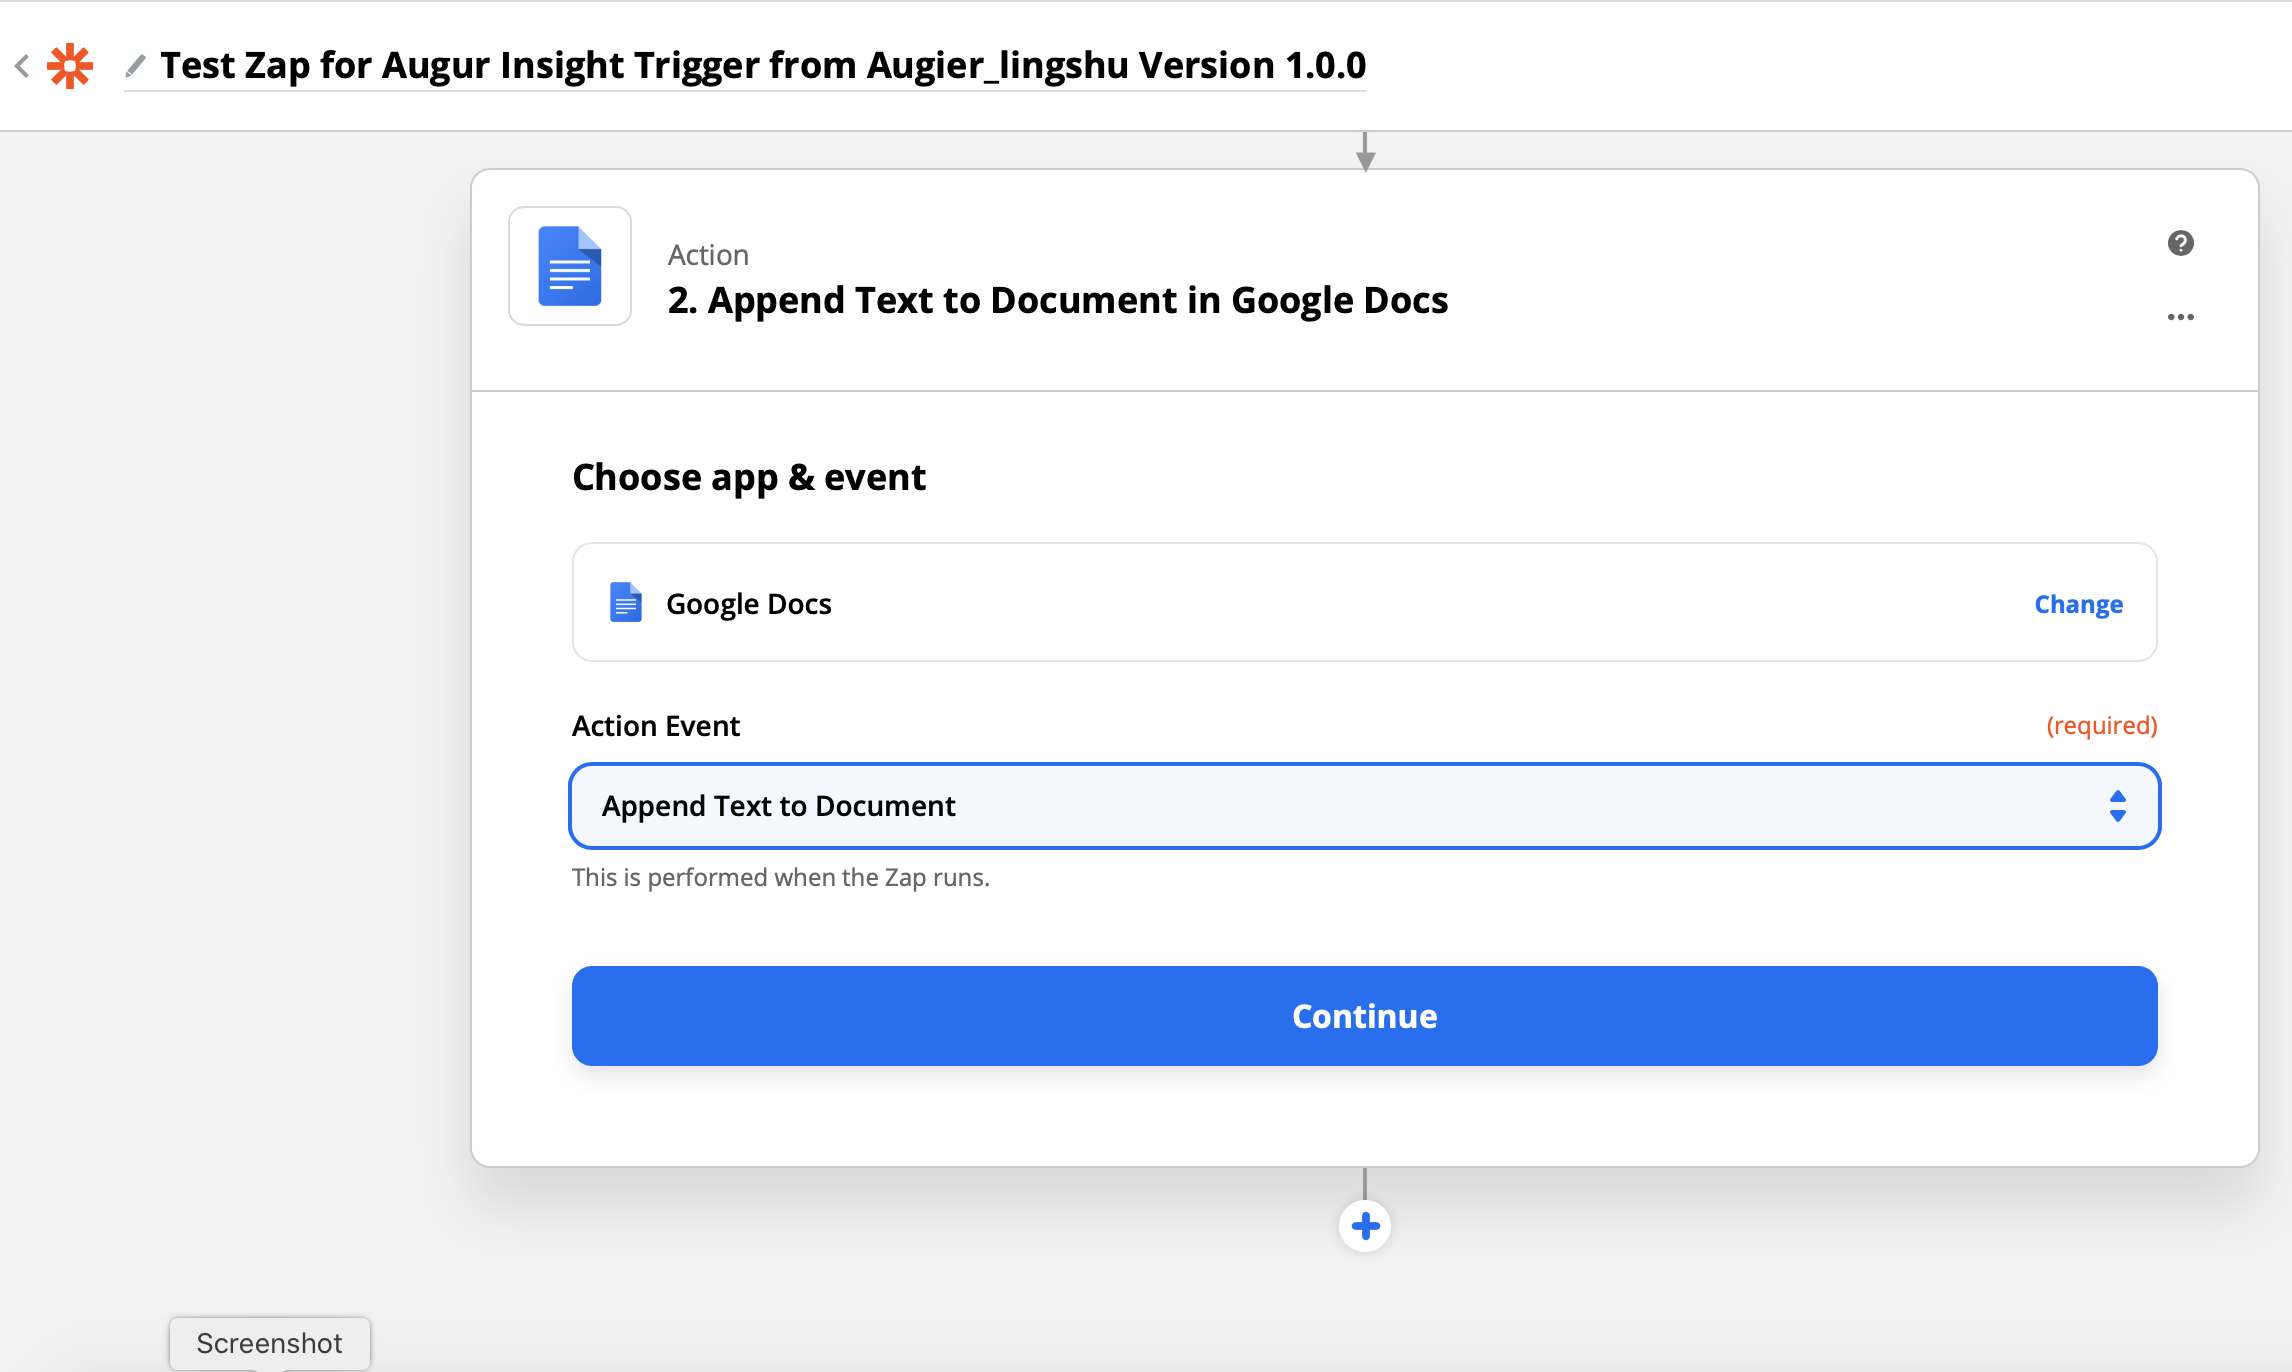 Test Zap for Augur Insight Trigger from Augier_lingshu Version 1.0.0
Action
2. Append Text to Document in Google Docs
Choose app & event
Google Docs
Change
Action Event
(required)
Append Text to Document
This is performed when the Zap runs.
Continue
Screenshot